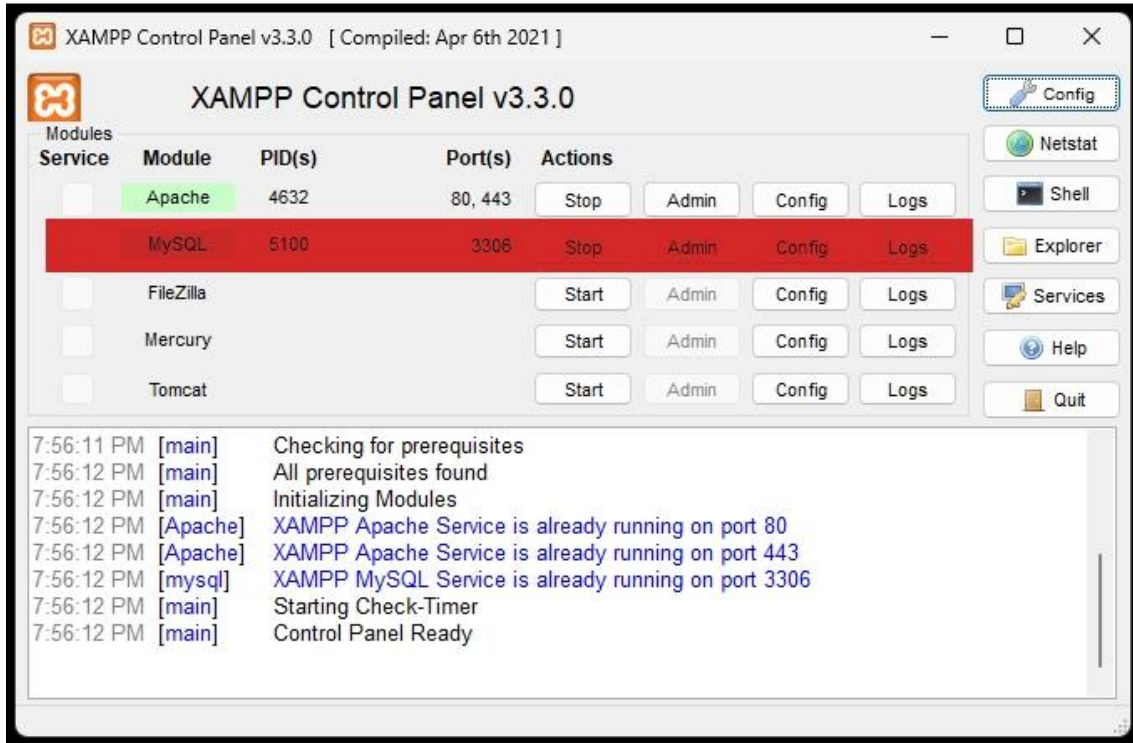 XAMPP Control Panel v3.3.0 [ Compiled: Apr 6th 2021 ]
XAMPP Control Panel v3.3.0
Config
Modules
Service Module PID(s) Port(s) Actions
Netstat
Apache 4632 80, 443 Stop Admin Config Logs
Shell
MySQL 5100 3306 Stop Admin Config Logs
Explorer
FileZilla Start Admin Config Logs
Services
Mercury Start Admin Config Logs
Help
Tomcat Start Admin Config Logs
Quit
7:56:11 PM [main] Checking for prerequisites
7:56:12 PM [main] All prerequisites found
7:56:12 PM [main] Initializing Modules
7:56:12 PM [Apache] XAMPP Apache Service is already running on port 80
7:56:12 PM [Apache] XAMPP Apache Service is already running on port 443
7:56:12 PM [mysql] XAMPP MySQL Service is already running on port 3306
7:56:12 PM [main] Starting Check-Timer
7:56:12 PM [main] Control Panel Ready